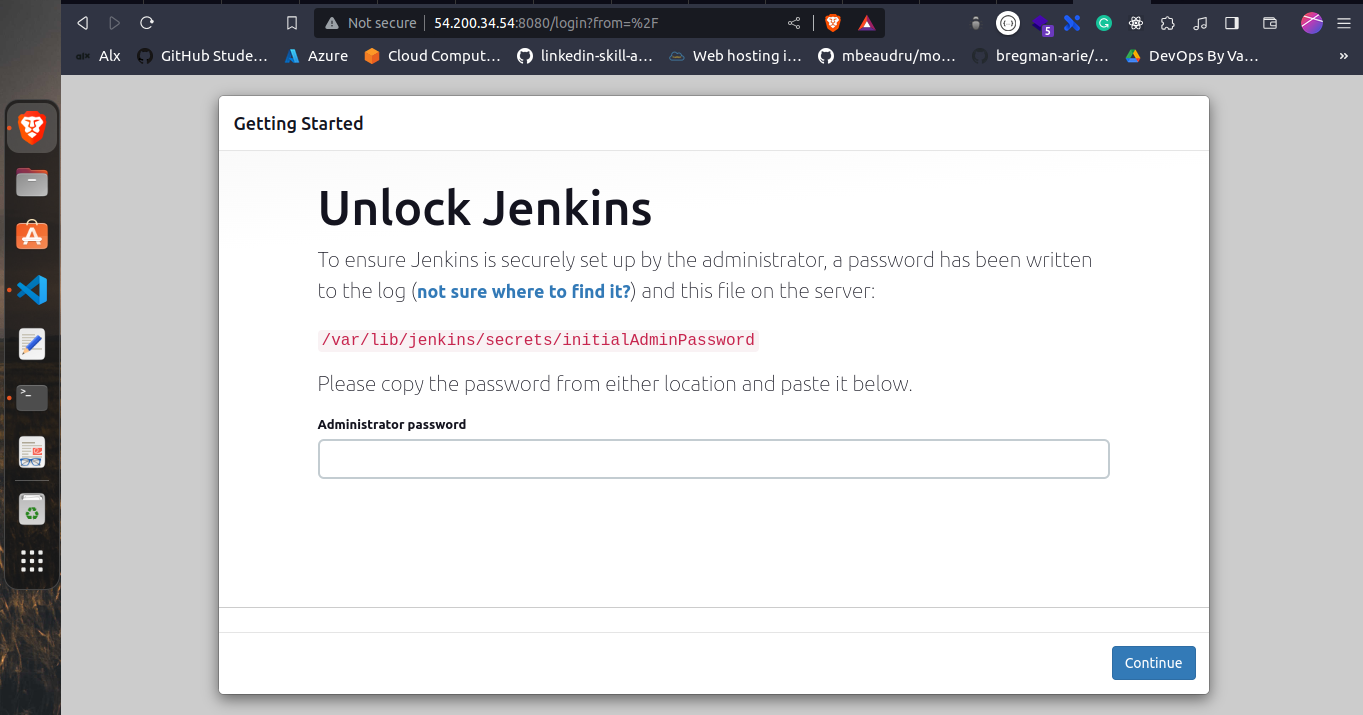 Not secure 54.200.34.54:8080/login?from=%2F
5
alx Alx GitHub Stude... Azure Cloud Comput... linkedin-skill-a... Web hosting i... mbeaudru/mo... bregman-arie/... DevOps By Va... »
Getting Started
Unlock Jenkins
To ensure Jenkins is securely set up by the administrator, a password has been written
to the log (not sure where to find it?) and this file on the server:
/var/lib/jenkins/secrets/initialAdminPassword
Please copy the password from either location and paste it below.
Administrator password
Continue